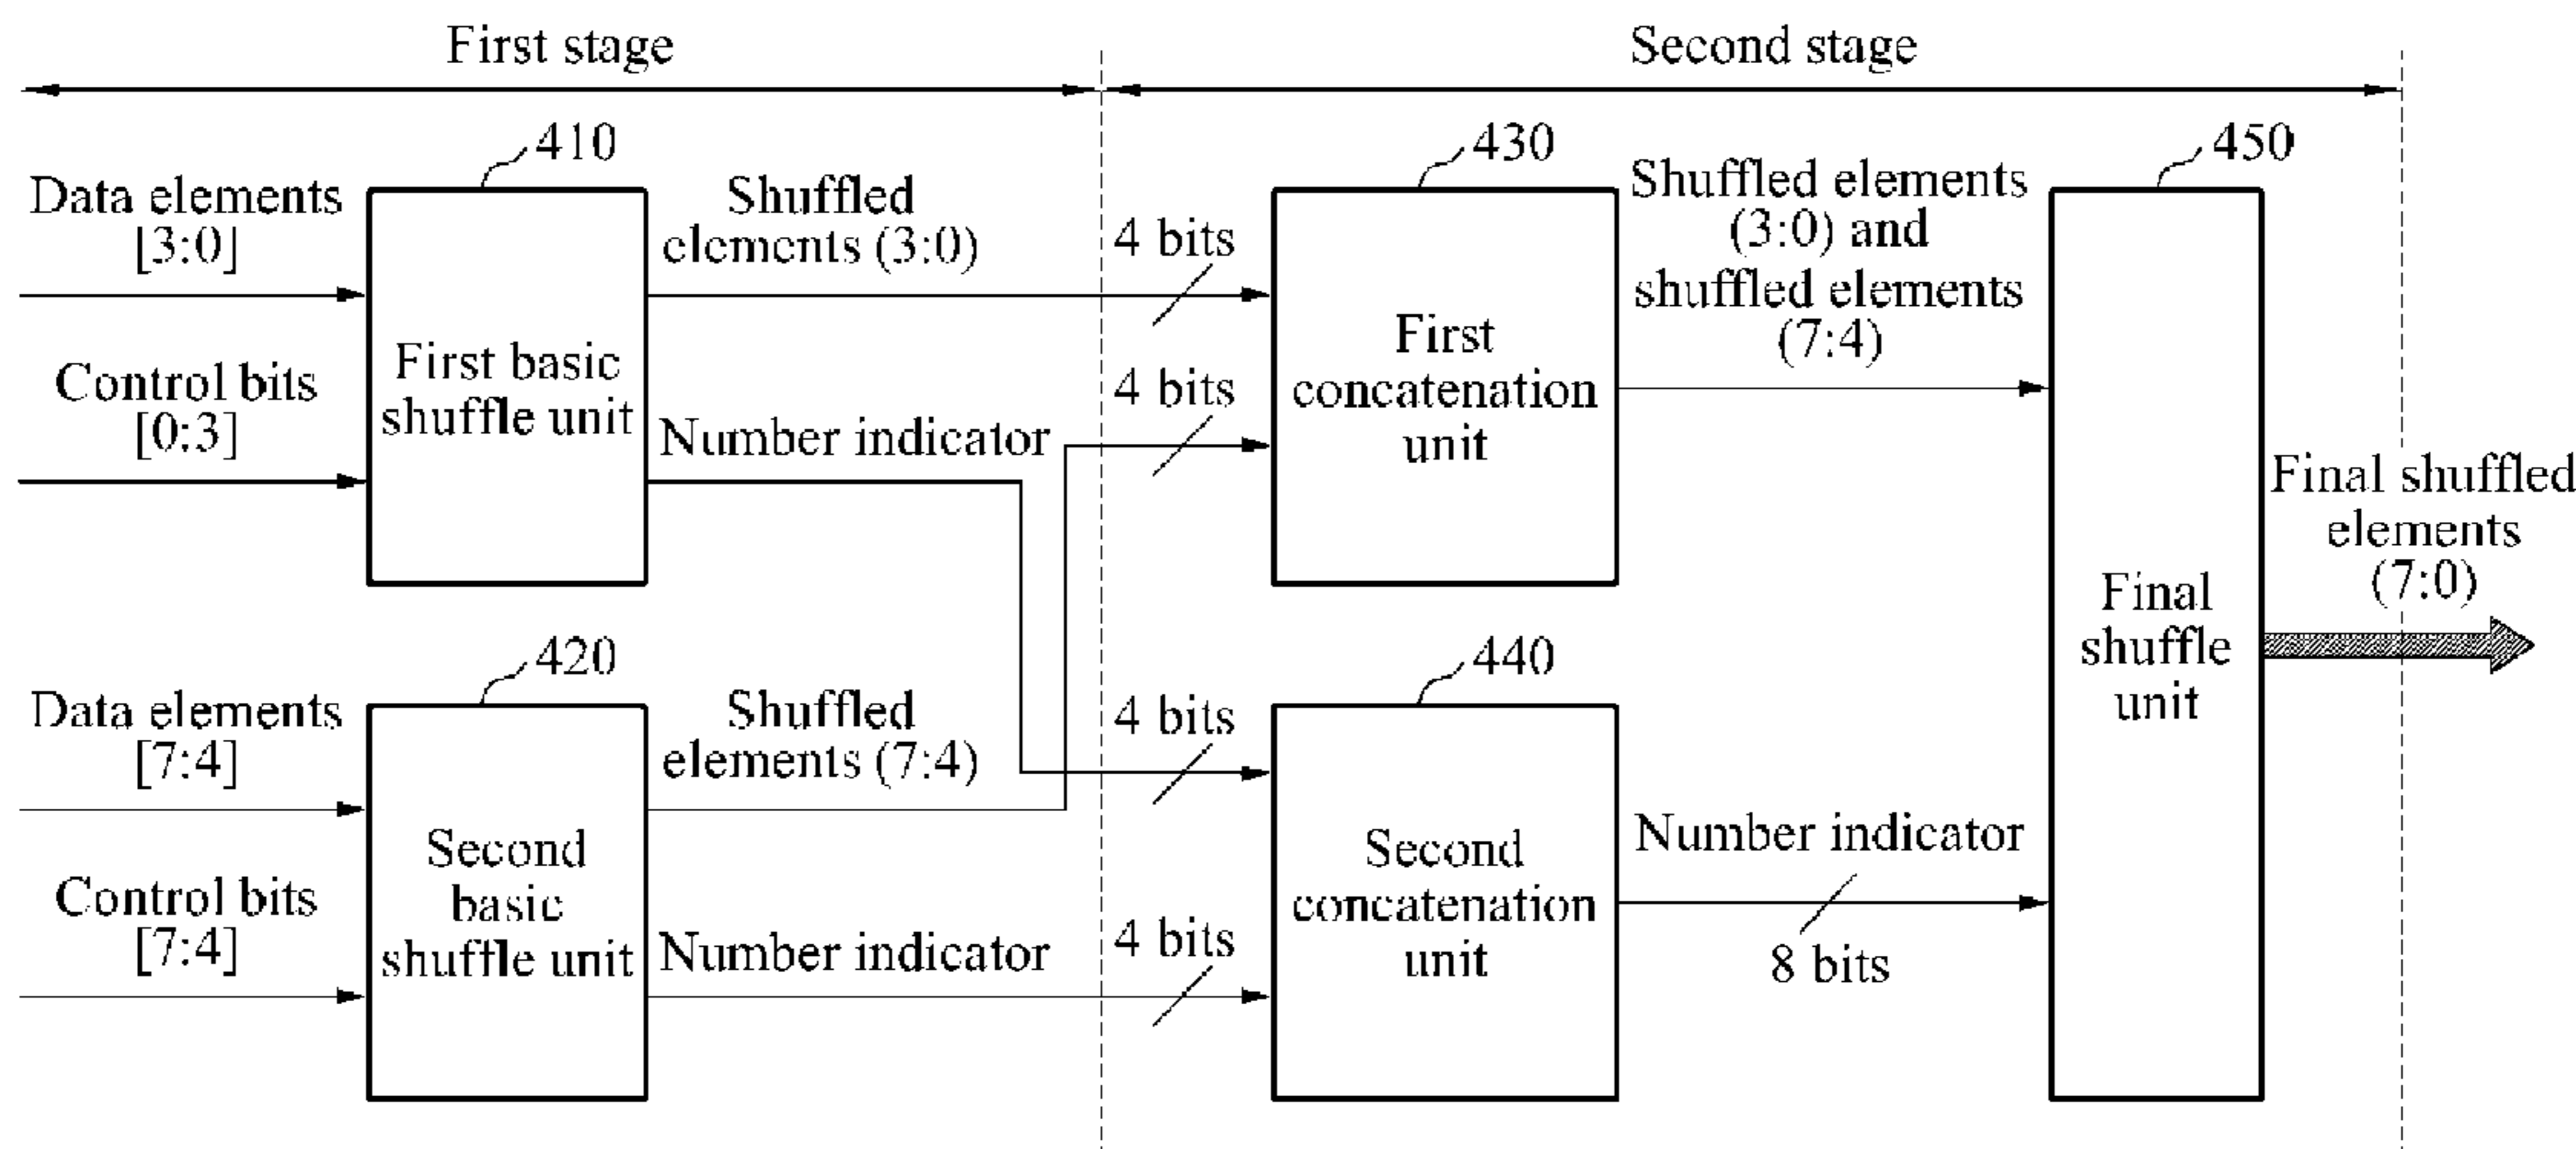 First stage
Second stage
410
430
450
Data elements
[3:0]
Shuffled
elements (3:0)
4 bits
Shuffled elements
(3:0) and
shuffled elements
(7:4)
Control bits
[0:3]
First basic
shuffle unit
Number indicator
4 bits
First
concatenation
unit
Final shuffled
elements
(7:0)
Final
shuffle
unit
420
440
Data elements
[7:4]
Shuffled
elements (7:4)
4 bits
Control bits
[7:4]
Second
basic
shuffle unit
Number indicator
4 bits
Second
concatenation
unit
Number indicator
8 bits